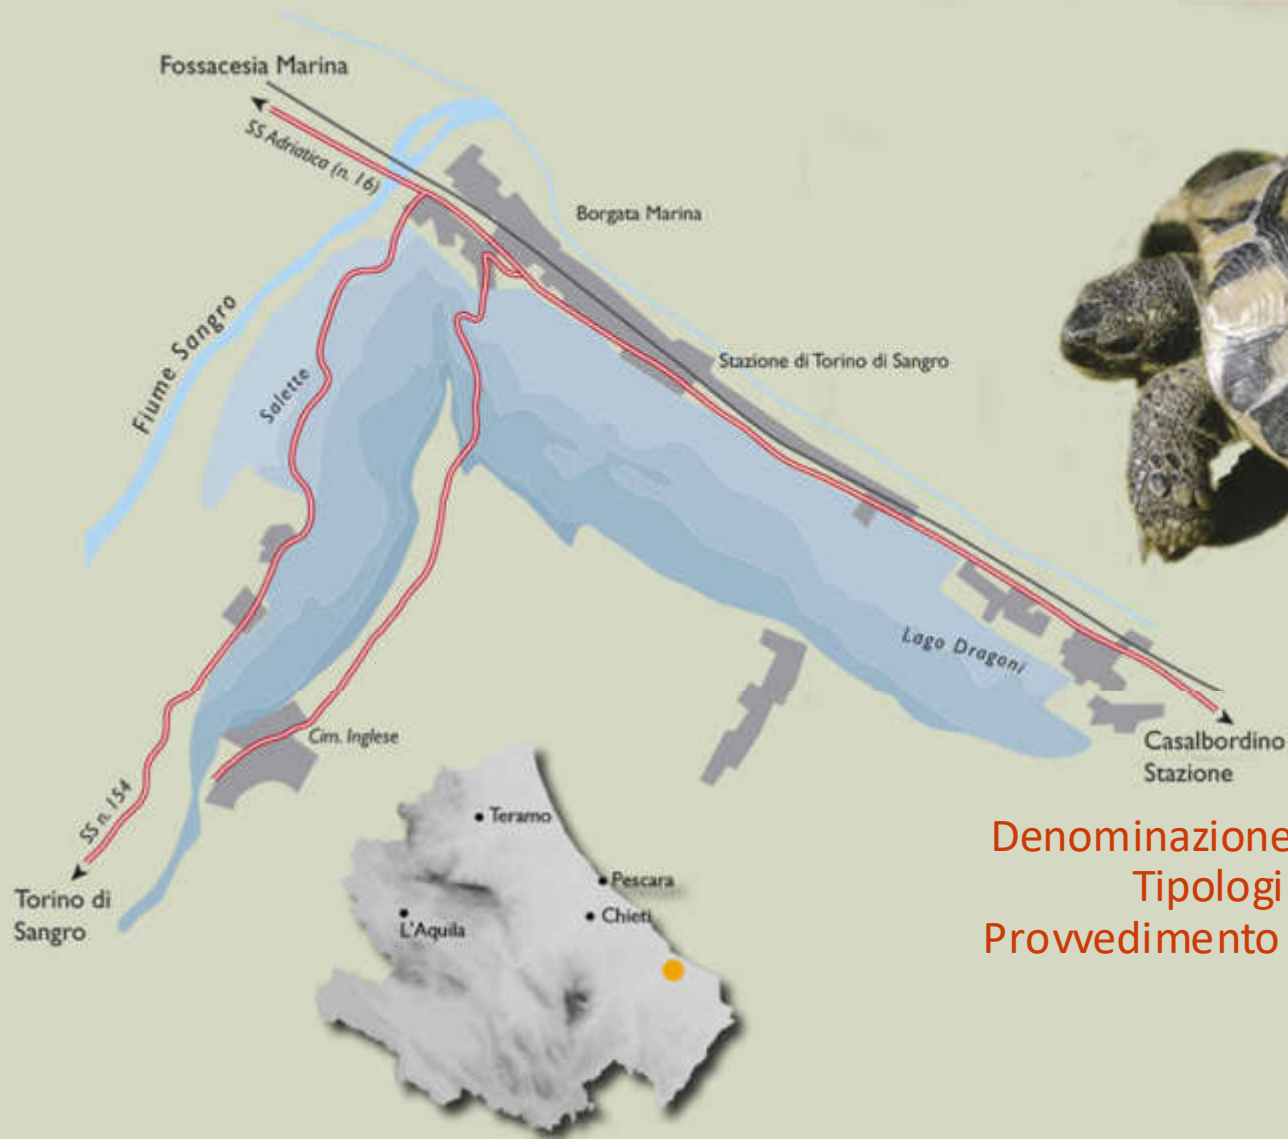 Fossacesia Marina
SS Adriatica (n. 16)
Borgata Marina
Fiume Sangro
Salette
Stazione di Torino di Sangro
Lago Dragoni
Cim. Inglese
Casalbordino
Stazione
SS n. 154
Torino di
Sangro
Teramo
Pescara
Chieti
L'Aquila
Denominazione
Tipologi
Provvedimento